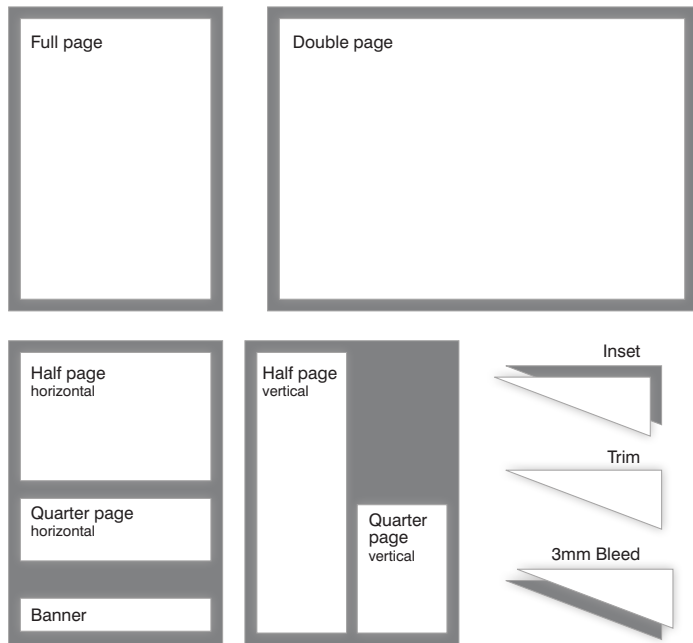 Full page
Double page
Half page
horizontal
Quarter page
horizontal
Banner
Half page
vertical
Quarter
page
vertical
Inset
Trim
3mm Bleed